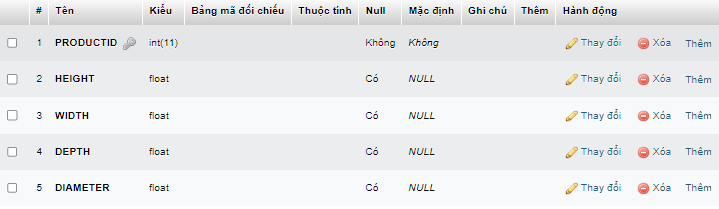 # Tên Kiểu Bảng mã đối chiếu Thuộc tính Null Mặc định Ghi chú Thêm Hành động
1 PRODUCTID int(11) Không Không Thay đổi Xóa Thêm
2 HEIGHT float Có NULL Thay đổi Xóa Thêm
3 WIDTH float Có NULL Thay đổi Xóa Thêm
4 DEPTH float Có NULL Thay đổi Xóa Thêm
5 DIAMETER float Có NULL Thay đổi Xóa Thêm